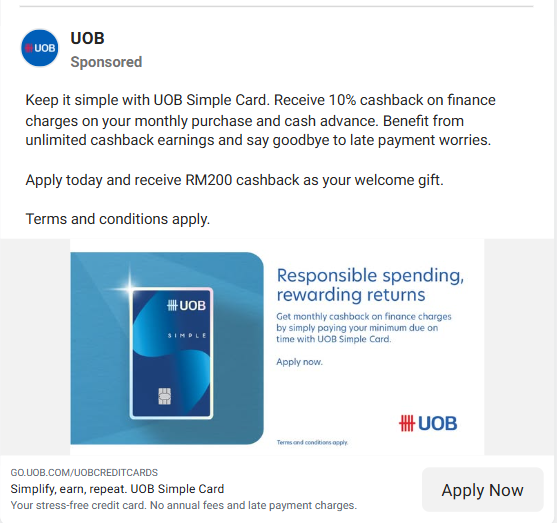 UOB
UOB
Sponsored
Keep it simple with UOB Simple Card. Receive 10% cashback on finance
charges on your monthly purchase and cash advance. Benefit from
unlimited cashback earnings and say goodbye to late payment worries.
Apply today and receive RM200 cashback as your welcome gift.
Terms and conditions apply.
UOB
SIMPLE
Responsible spending,
rewarding returns
Get monthly cashback on finance charges
by simply paying your minimum due on
time with UOB Simple Card.
Apply now.
UOB
Terms and conditions apply.
GO.UOB.COM/UOBCREDITCARDS
Simplify, earn, repeat. UOB Simple Card
Your stress-free credit card. No annual fees and late payment charges.
Apply Now